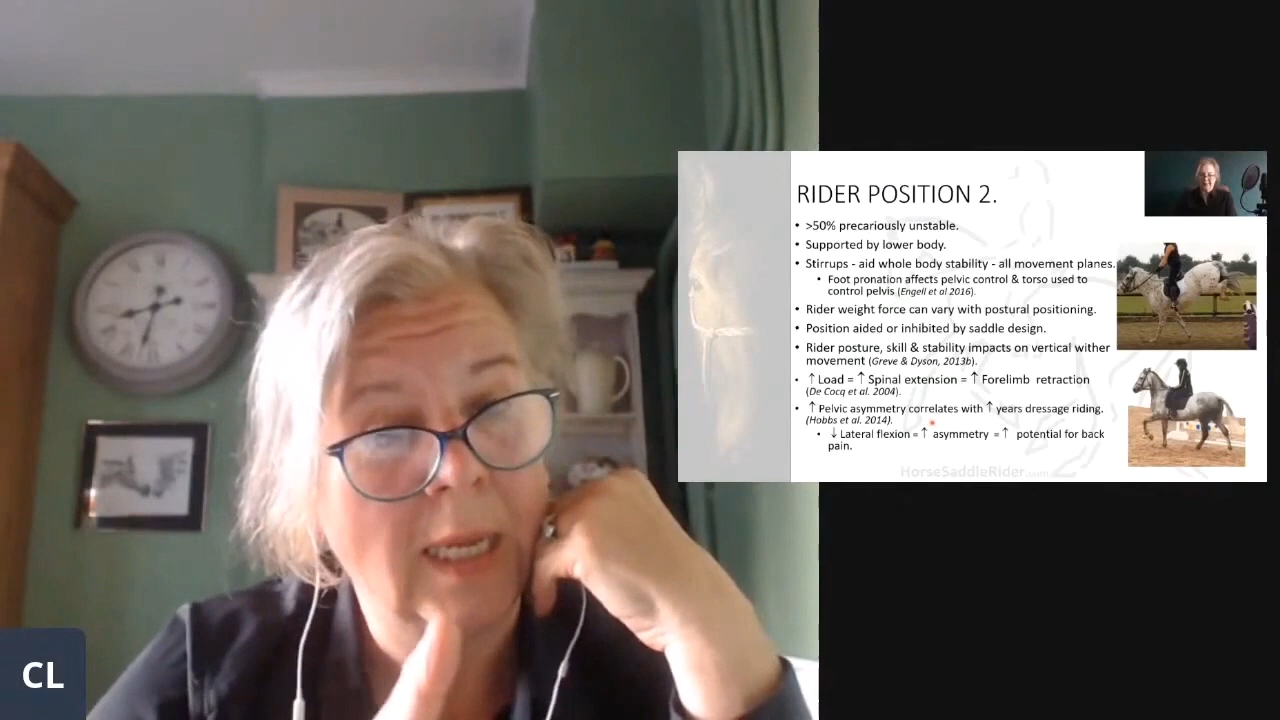 RIDER POSITION 2.
• >50% precariously unstable.
• Supported by lower body.
• Stirrups - aid whole body stability - all movement planes.
• Foot pronation affects pelvic control & torso used to
control pelvis (Engell et al 2016).
• Rider weight force can vary with postural positioning.
• Position aided or inhibited by saddle design.
• Rider posture, skill & stability impacts on vertical wither
movement (Greve & Dyson, 2013b).
• ↑ Load = ↑ Spinal extension = ↑ Forelimb retraction
(De Cocq et al. 2004).
• ↑ Pelvic asymmetry correlates with ↑ years dressage riding.
(Hobbs et al. 2014).
• ↓ Lateral flexion = ↑ asymmetry = ↑ potential for back
pain.
HorseSaddleRider.com
CL